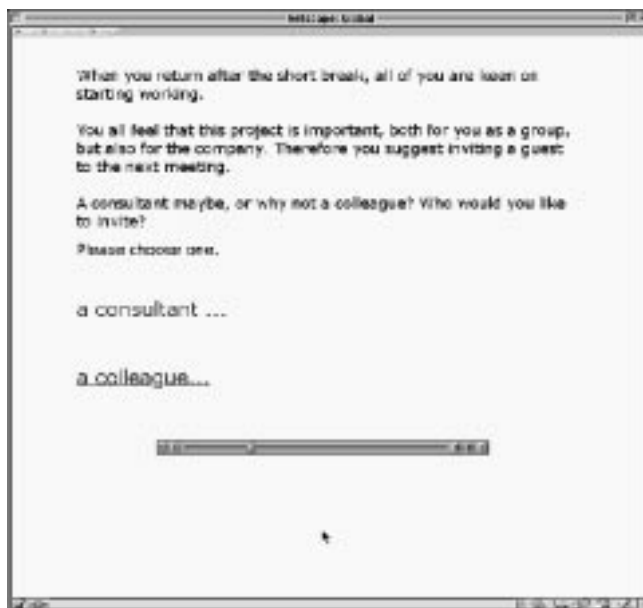 Netscape: Global
When you return after the short break, all of you are keen on
starting working.
You all feel that this project is important, both for you as a group,
but also for the company. Therefore you suggest inviting a guest
to the next meeting.
A consultant maybe, or why not a colleague? Who would you like
to invite?
Please choose one.
a consultant ...
a colleague...